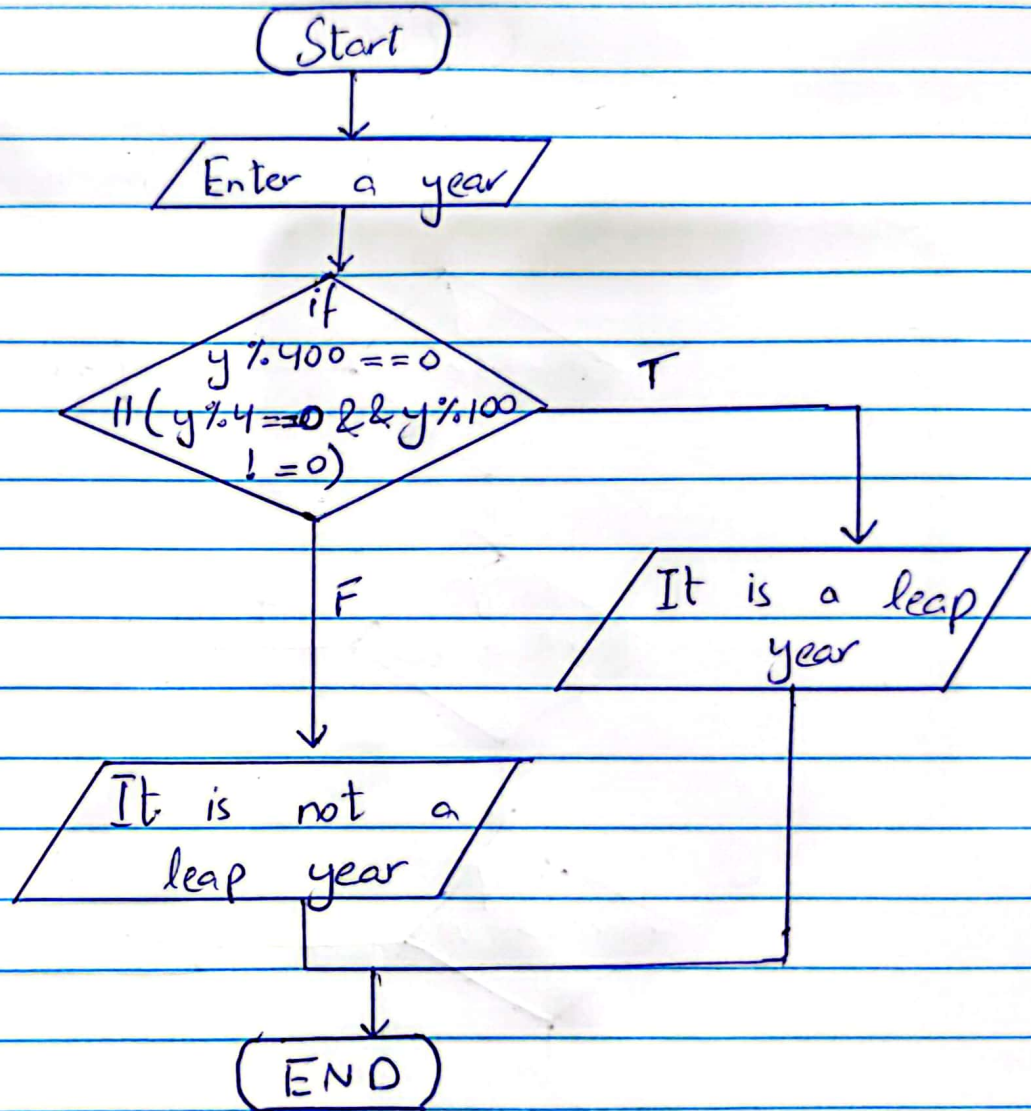 Start
Enter a year
if
y%400 == 0
T
|| (y%4==0 && y%100
! = 0)
F
It is a leap
year
It is not a
leap year
END